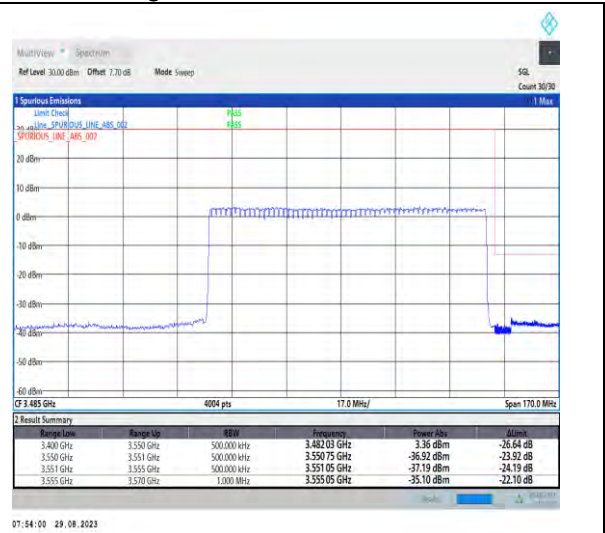 MultiView Spectrum
Ref Level 30.00 dBm Offset 7.70 dB Mode Sweep SGL
Count 30/30
1 Spurious Emissions 1 Max
Limit Check PASS
Line _SPURIOUS_LINE_ABS_002 PASS
SPURIOUS_LINE_ABS_002
20 dBm
10 dBm
0 dBm
-10 dBm
-20 dBm
-30 dBm
-40 dBm
-50 dBm
-60 dBm
CF 3.485 GHz 4004 pts 17.0 MHz/ Span 170.0 MHz
2 Result Summary
Range Low Range Up RBW Frequency Power Abs ΔLimit
3.400 GHz 3.550 GHz 500.000 kHz 3.48203 GHz 3.36 dBm -26.64 dB
3.550 GHz 3.551 GHz 500.000 kHz 3.55075 GHz -36.92 dBm -23.92 dB
3.551 GHz 3.555 GHz 500.000 kHz 3.55105 GHz -37.19 dBm -24.19 dB
3.555 GHz 3.570 GHz 1.000 MHz 3.55505 GHz -35.10 dBm -22.10 dB
07:54:00 29.08.2023